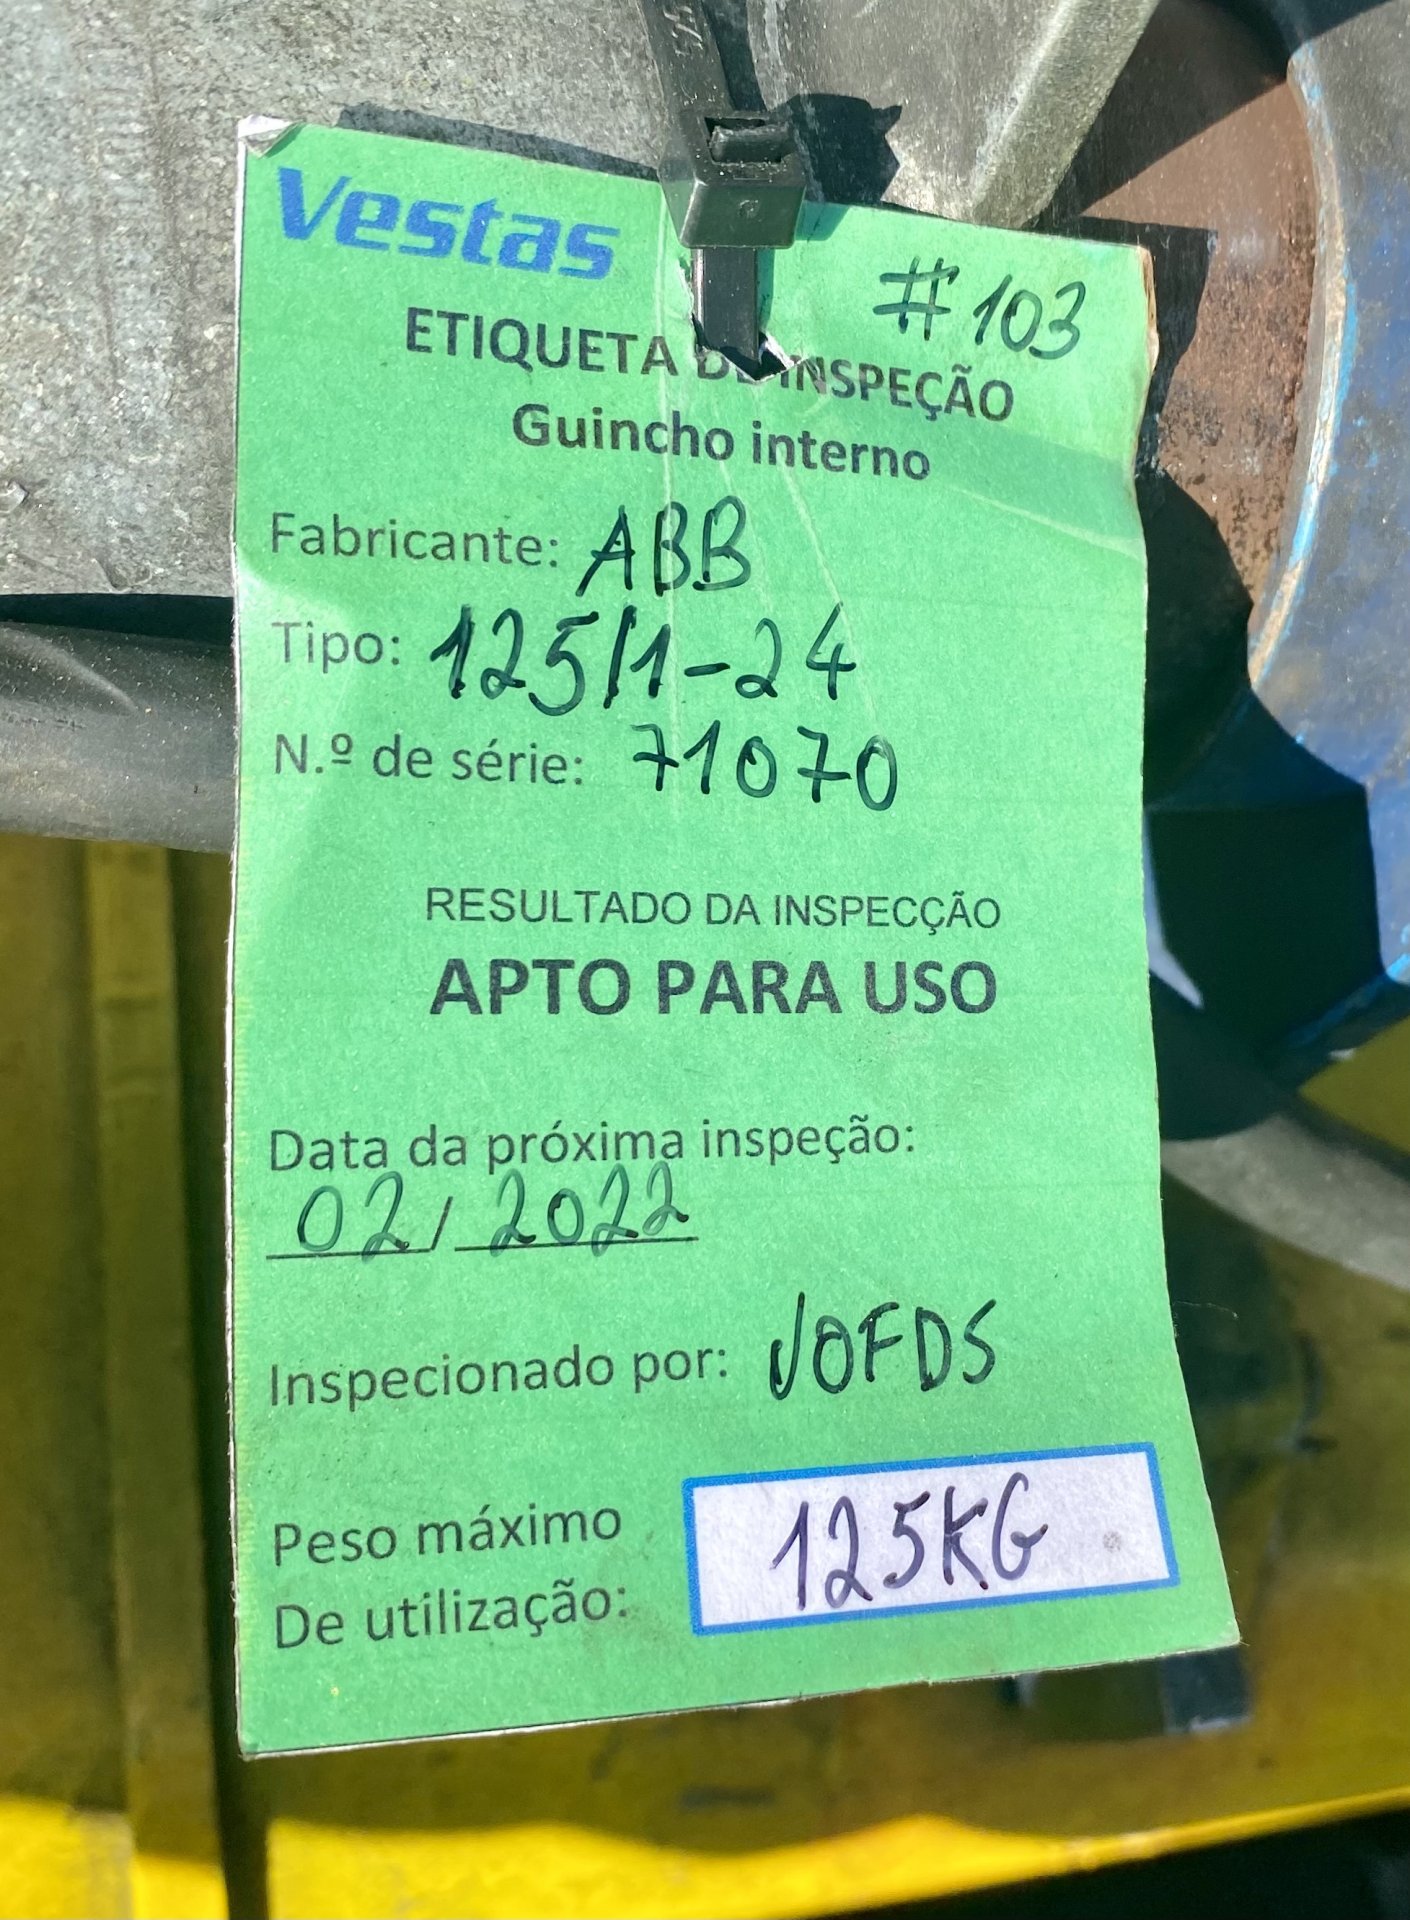 Vestas
#103
ETIQUETA DE INSPEÇÃO
Guincho interno
Fabricante: ABB
Tipo: 125/1-24
N.º de série: 71070
RESULTADO DA INSPECÇÃO
APTO PARA USO
Data da próxima inspeção:
02/2022
Inspecionado por: JOFDS
Peso máximo
De utilização: 125KG